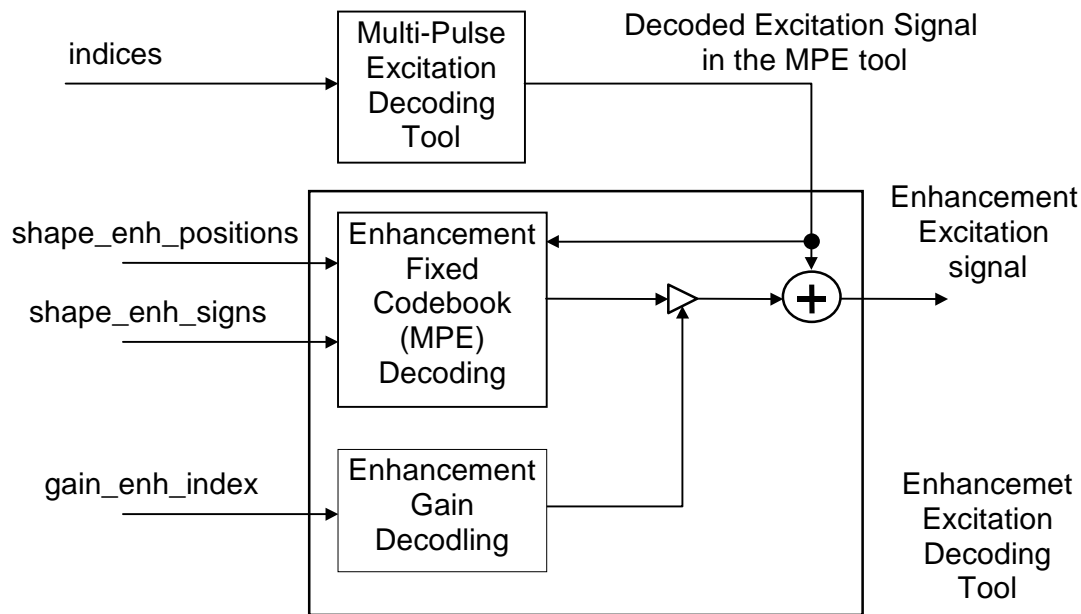 indices
Multi-Pulse
Excitation
Decoding
Tool
Decoded Excitation Signal
in the MPE tool
shape_enh_positions
shape_enh_signs
Enhancement
Fixed
Codebook
(MPE)
Decoding
+
Enhancement
Excitation
signal
gain_enh_index
Enhancement
Gain
Decodling
Enhancemet
Excitation
Decoding
Tool